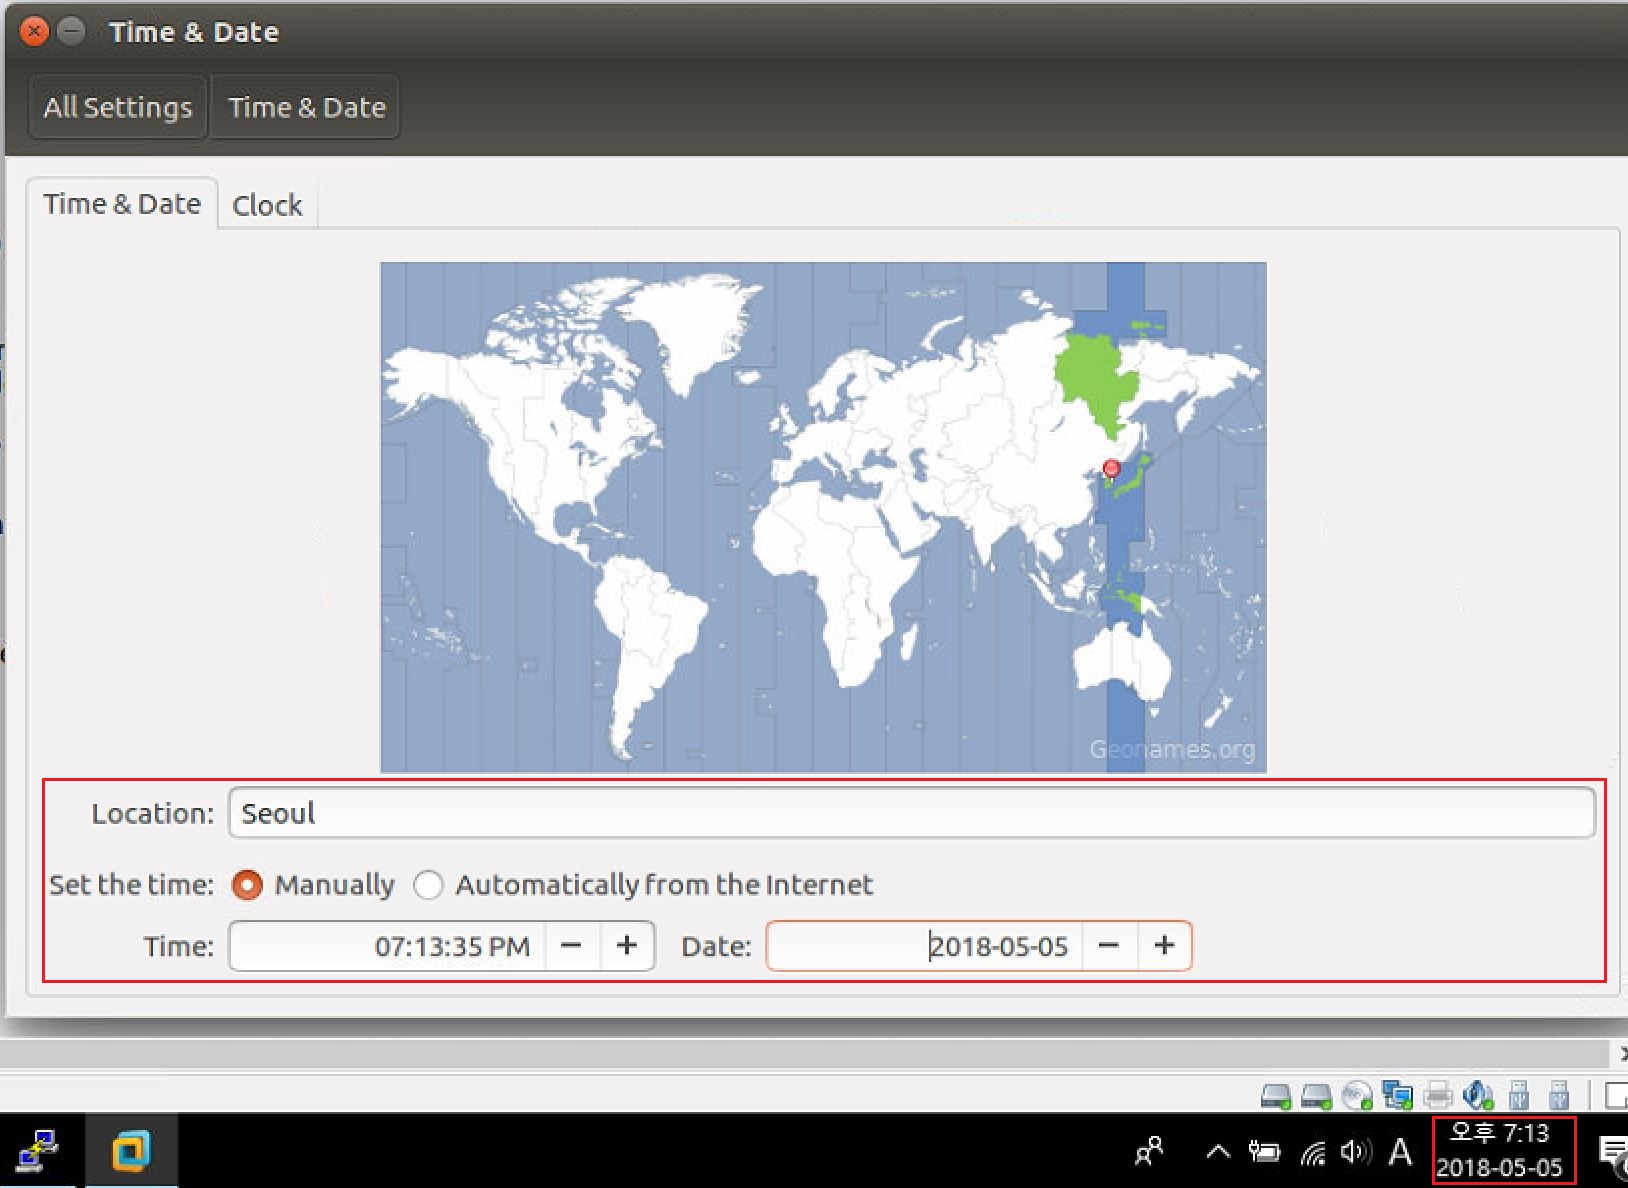 Time & Date
All Settings
Time & Date
Time & Date
Clock
Geonames.org
Location: Seoul
Set the time: Manually Automatically from the Internet
Time: 07:13:35 PM − + Date: 2018-05-05 − +
A
오후 7:13
2018-05-05